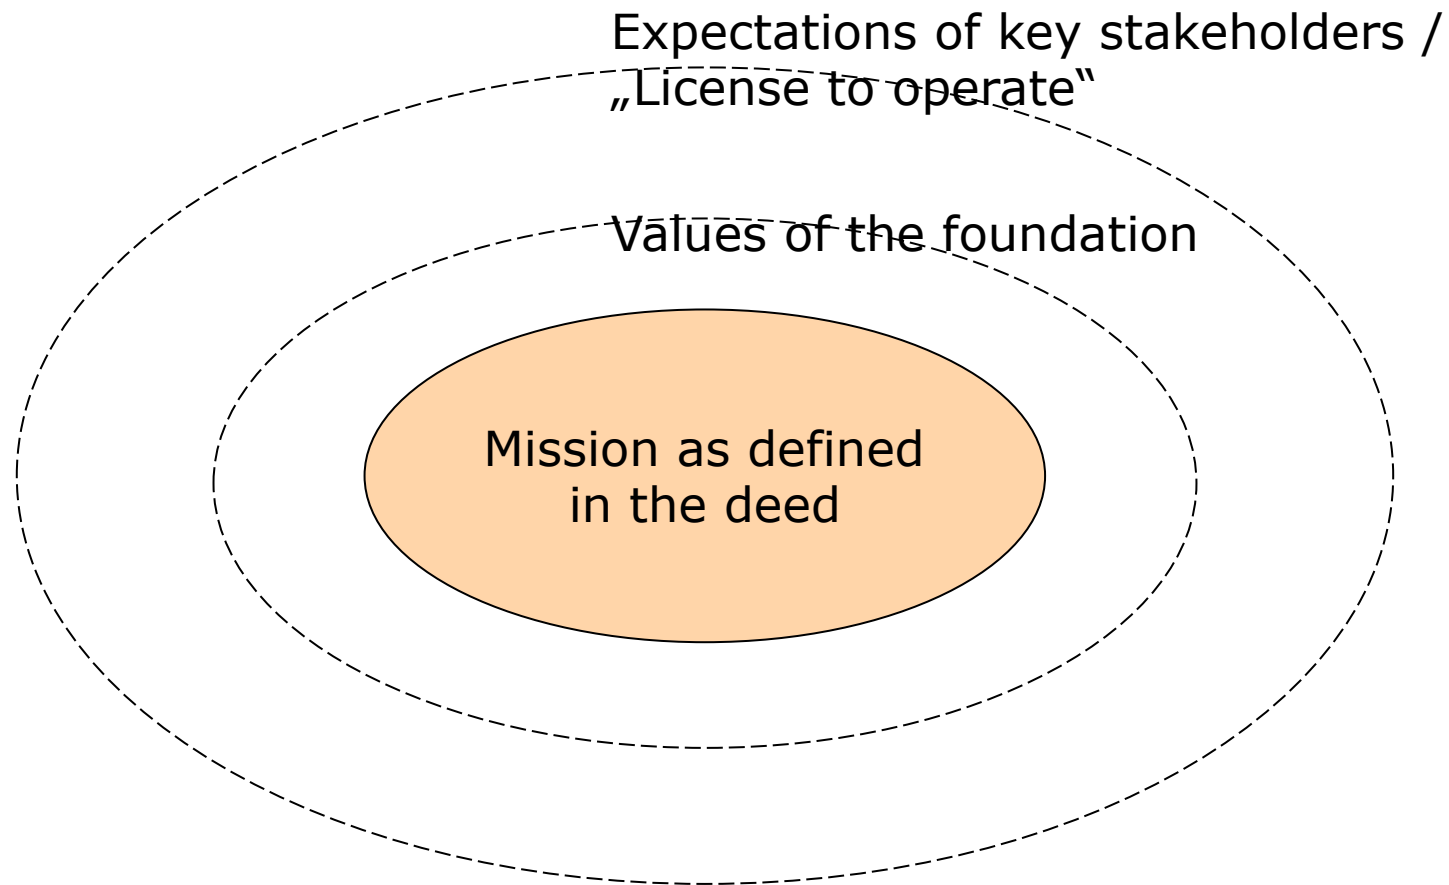 Expectations of key stakeholders /
„License to operate“
Values of the foundation
Mission as defined
in the deed